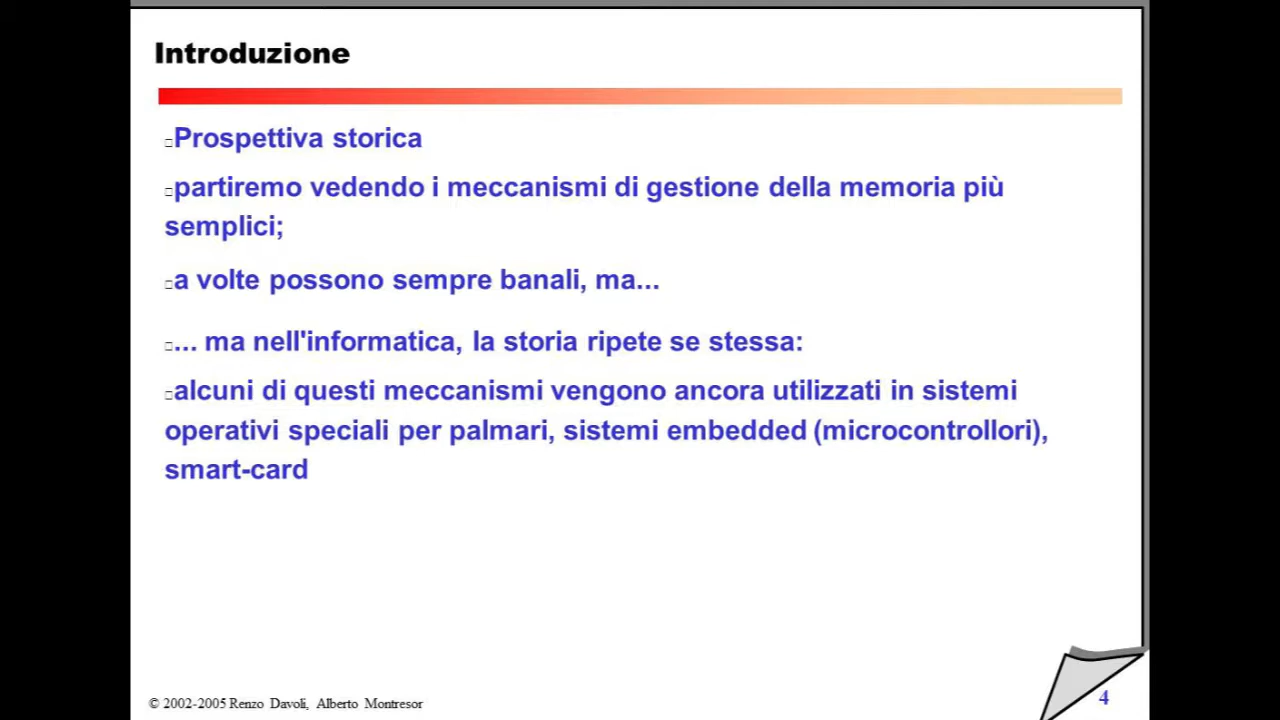 Introduzione
Prospettiva storica
partiremo vedendo i meccanismi di gestione della memoria più
semplici;
a volte possono sempre banali, ma...
... ma nell'informatica, la storia ripete se stessa:
alcuni di questi meccanismi vengono ancora utilizzati in sistemi
operativi speciali per palmari, sistemi embedded (microcontrollori),
smart-card
© 2002-2005 Renzo Davoli, Alberto Montresor
4